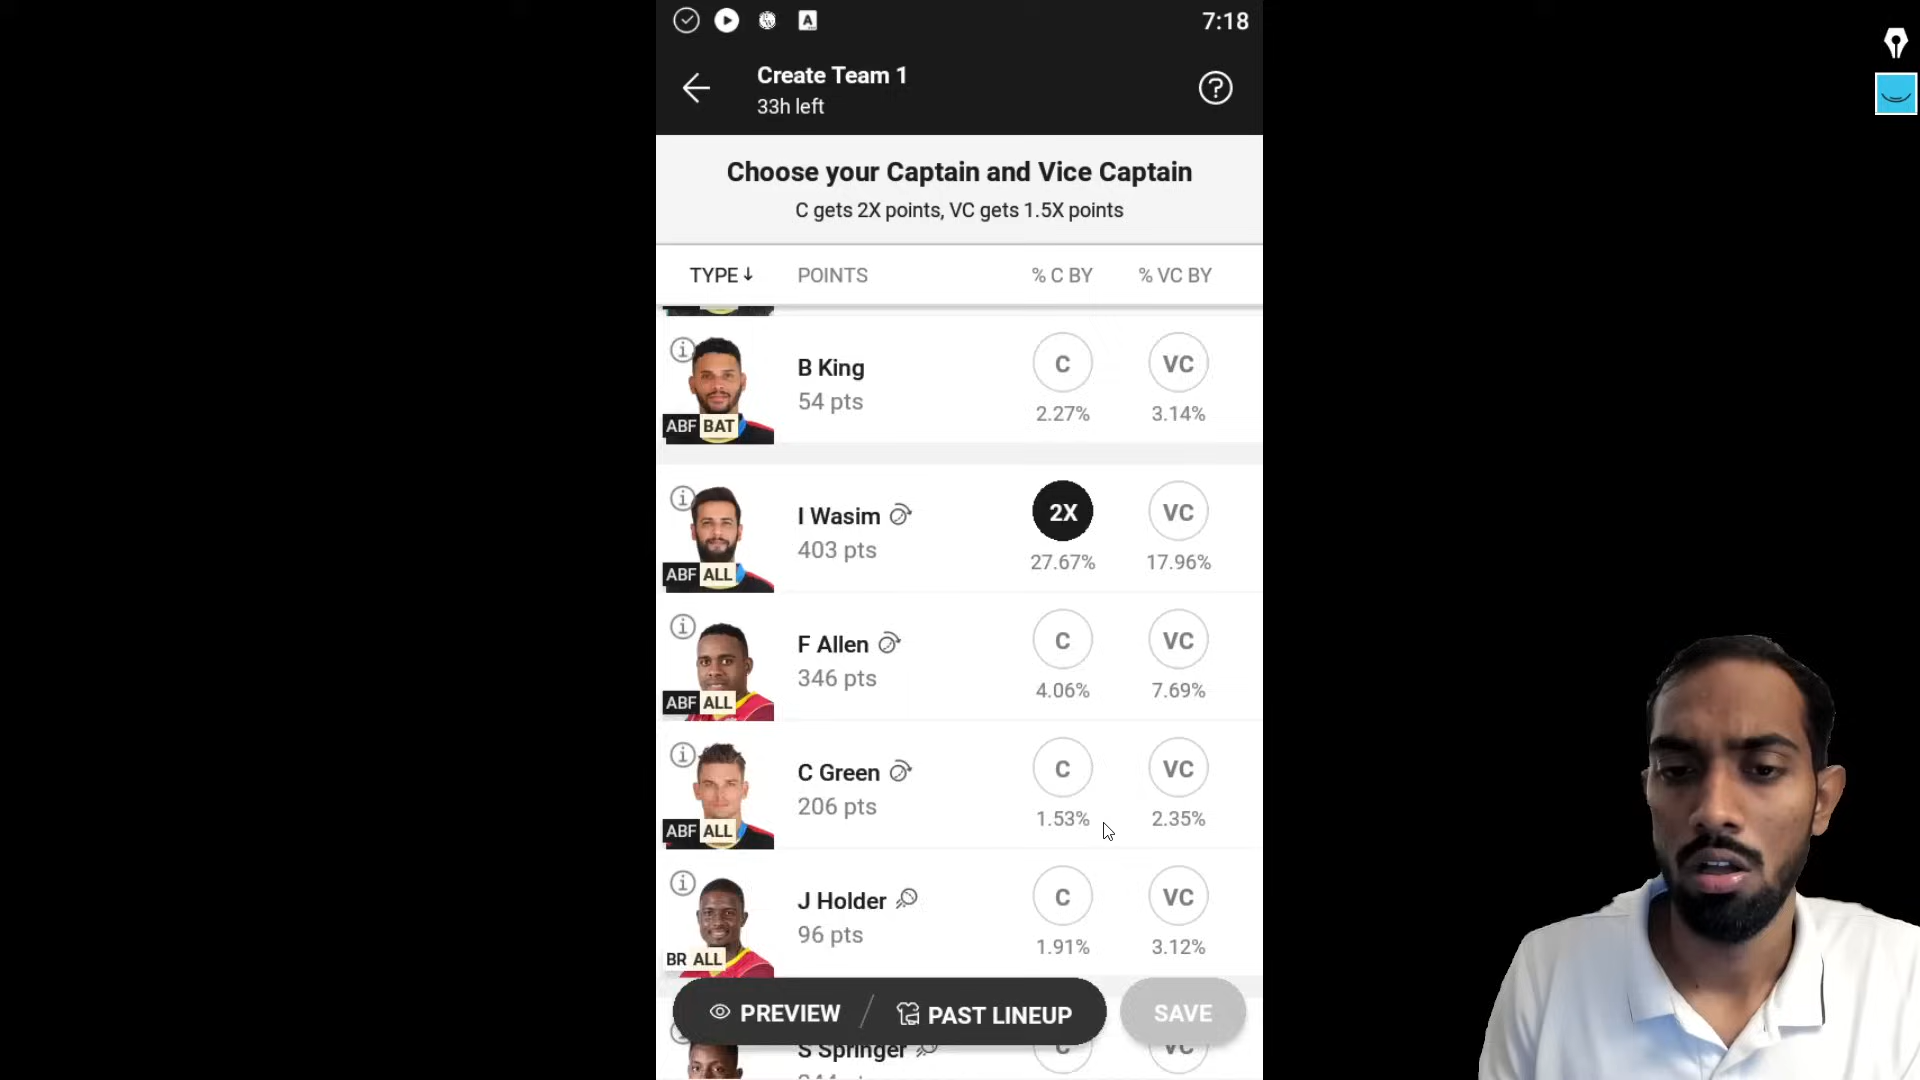 7:18
Create Team 1
33h left
Choose your Captain and Vice Captain
C gets 2X points, VC gets 1.5X points
TYPE↓ POINTS % C BY % VC BY
B King C VC
54 pts
ABF BAT 2.27% 3.14%
I Wasim 2X VC
403 pts
ABF ALL 27.67% 17.96%
F Allen C VC
346 pts
ABF ALL 4.06% 7.69%
C Green C VC
206 pts
ABF ALL 1.53% 2.35%
J Holder C VC
96 pts
BR ALL 1.91% 3.12%
PREVIEW / PAST LINEUP SAVE
S Springer C VC